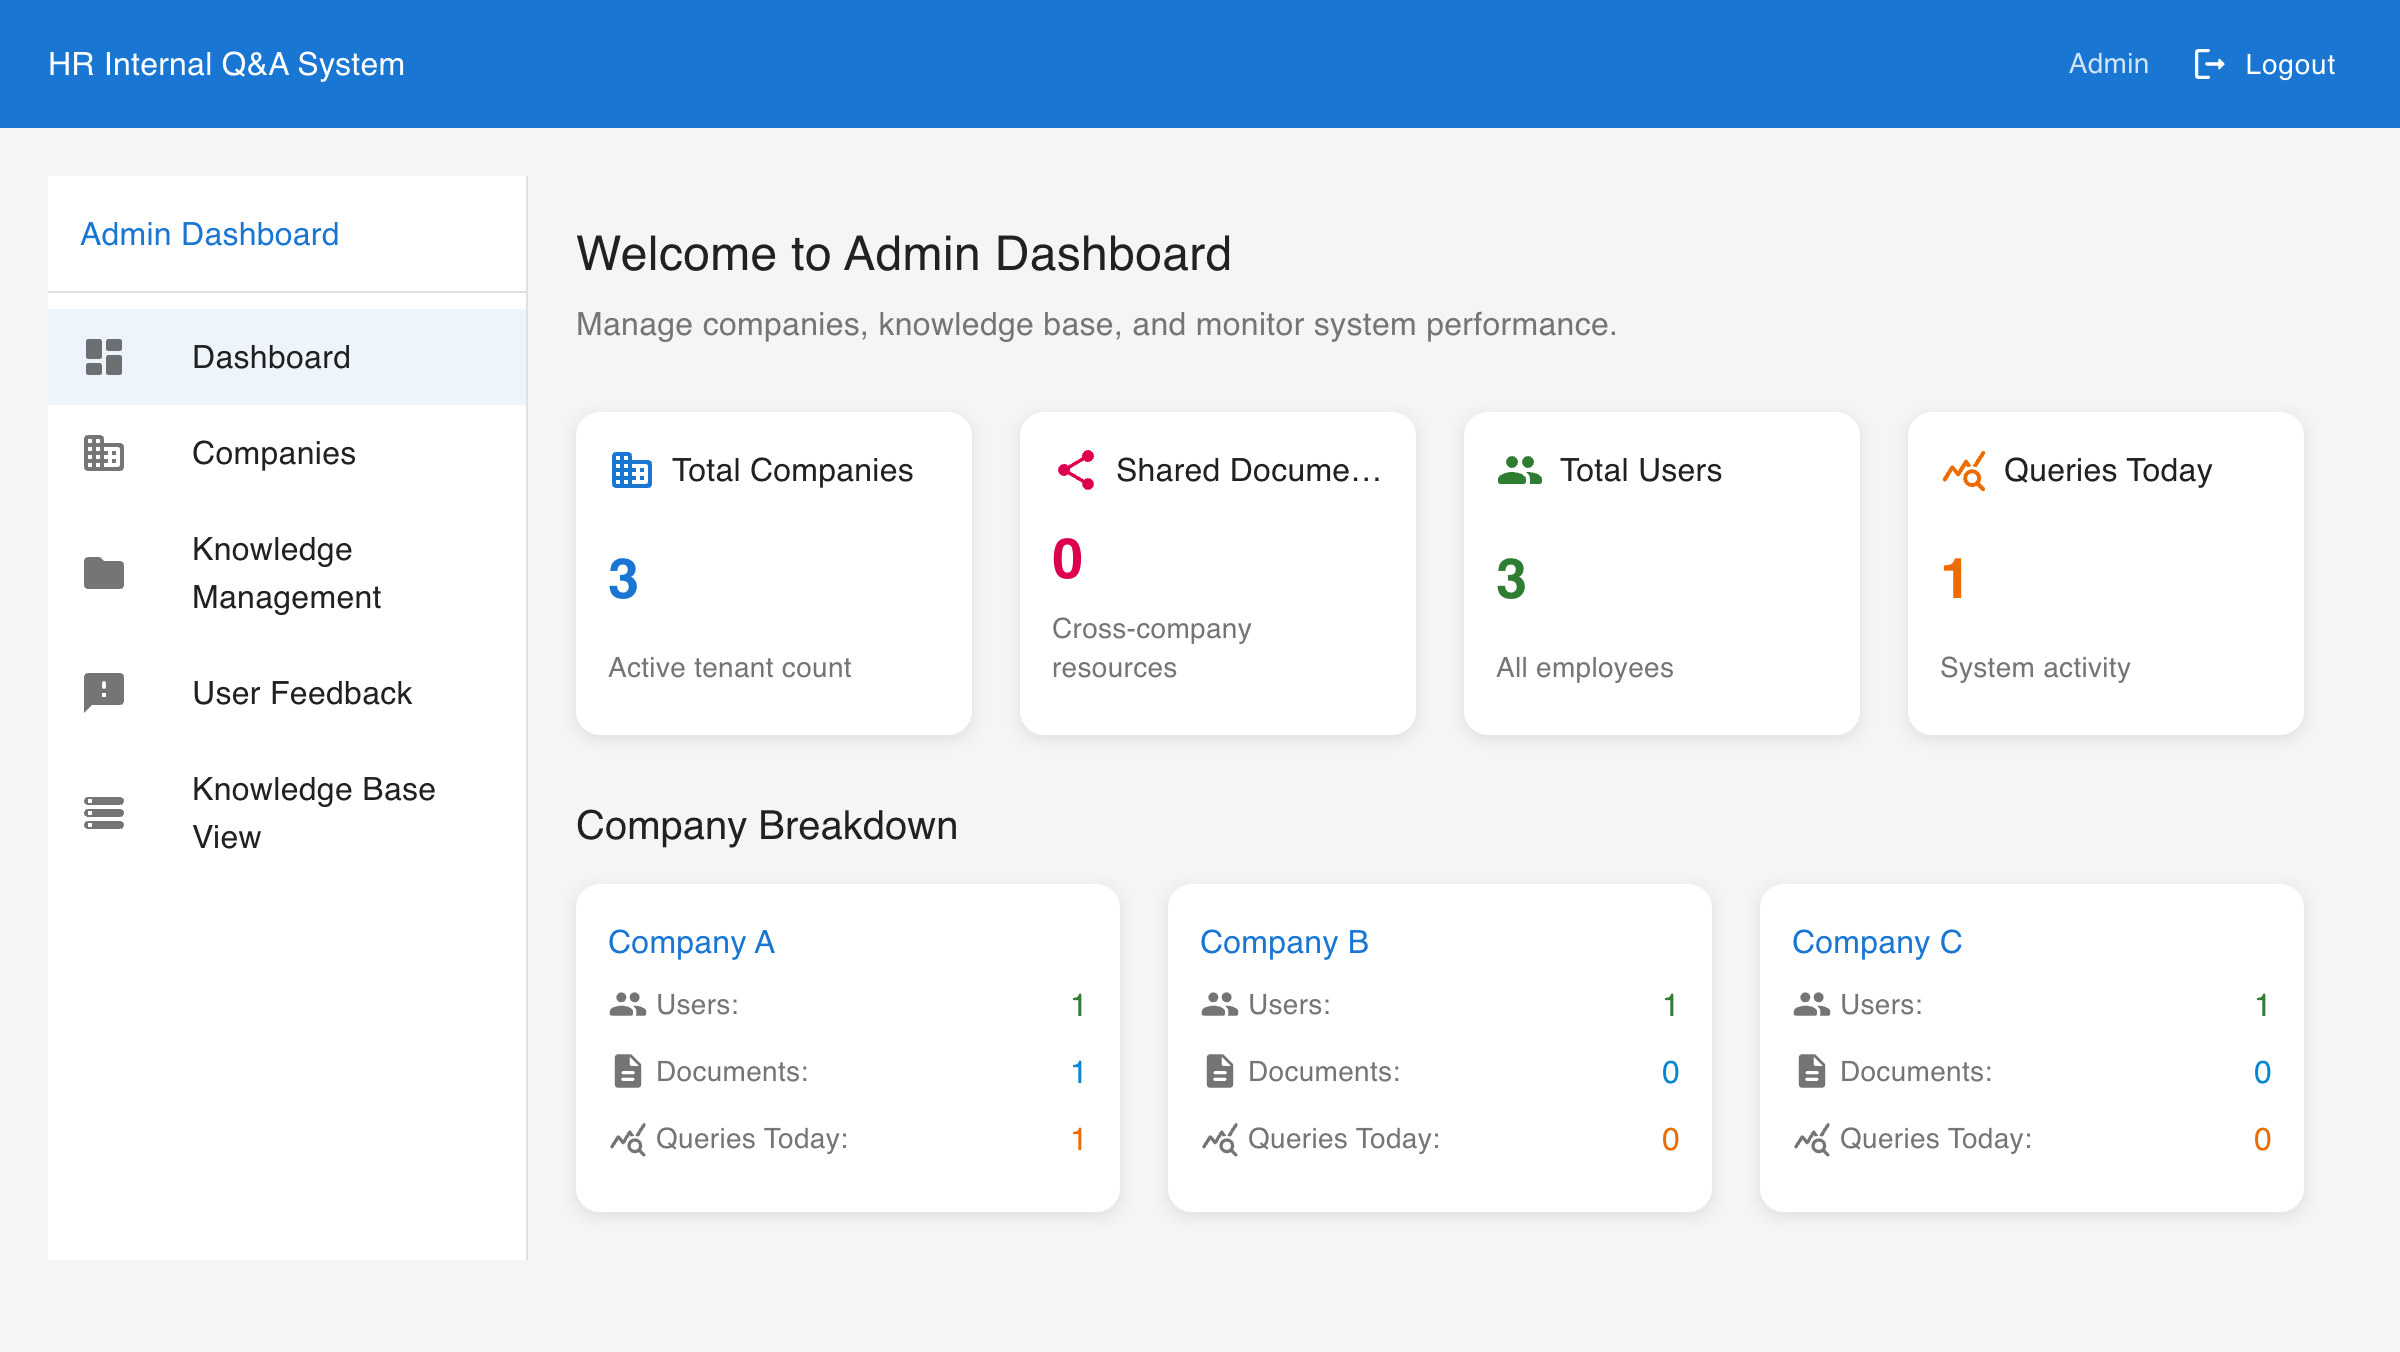 HR Internal Q&A System
Admin
Logout
Admin Dashboard
Dashboard
Companies
Knowledge
Management
User Feedback
Knowledge Base
View
Welcome to Admin Dashboard
Manage companies, knowledge base, and monitor system performance.
Total Companies
3
Active tenant count
Shared Docume...
0
Cross-company
resources
Total Users
3
All employees
Queries Today
1
System activity
Company Breakdown
Company A
Users: 1
Documents: 1
Queries Today: 1
Company B
Users: 1
Documents: 0
Queries Today: 0
Company C
Users: 1
Documents: 0
Queries Today: 0